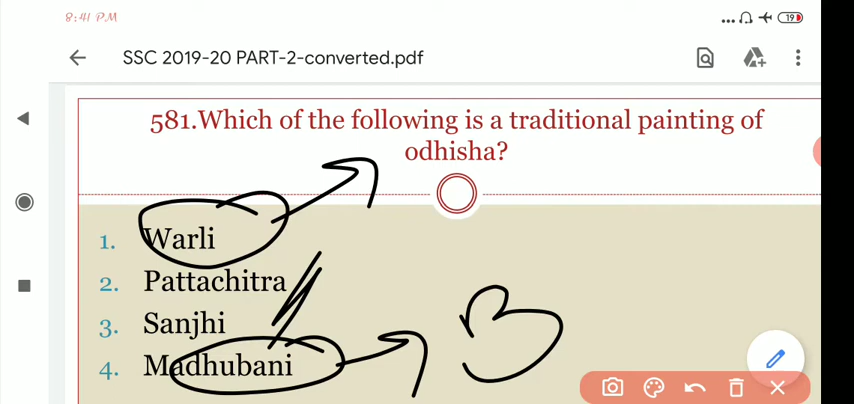 8:41 PM
19
SSC 2019-20 PART-2-converted.pdf
581.Which of the following is a traditional painting of
odhisha?
1. Warli
2. Pattachitra
3. Sanjhi
4. Madhubani
B